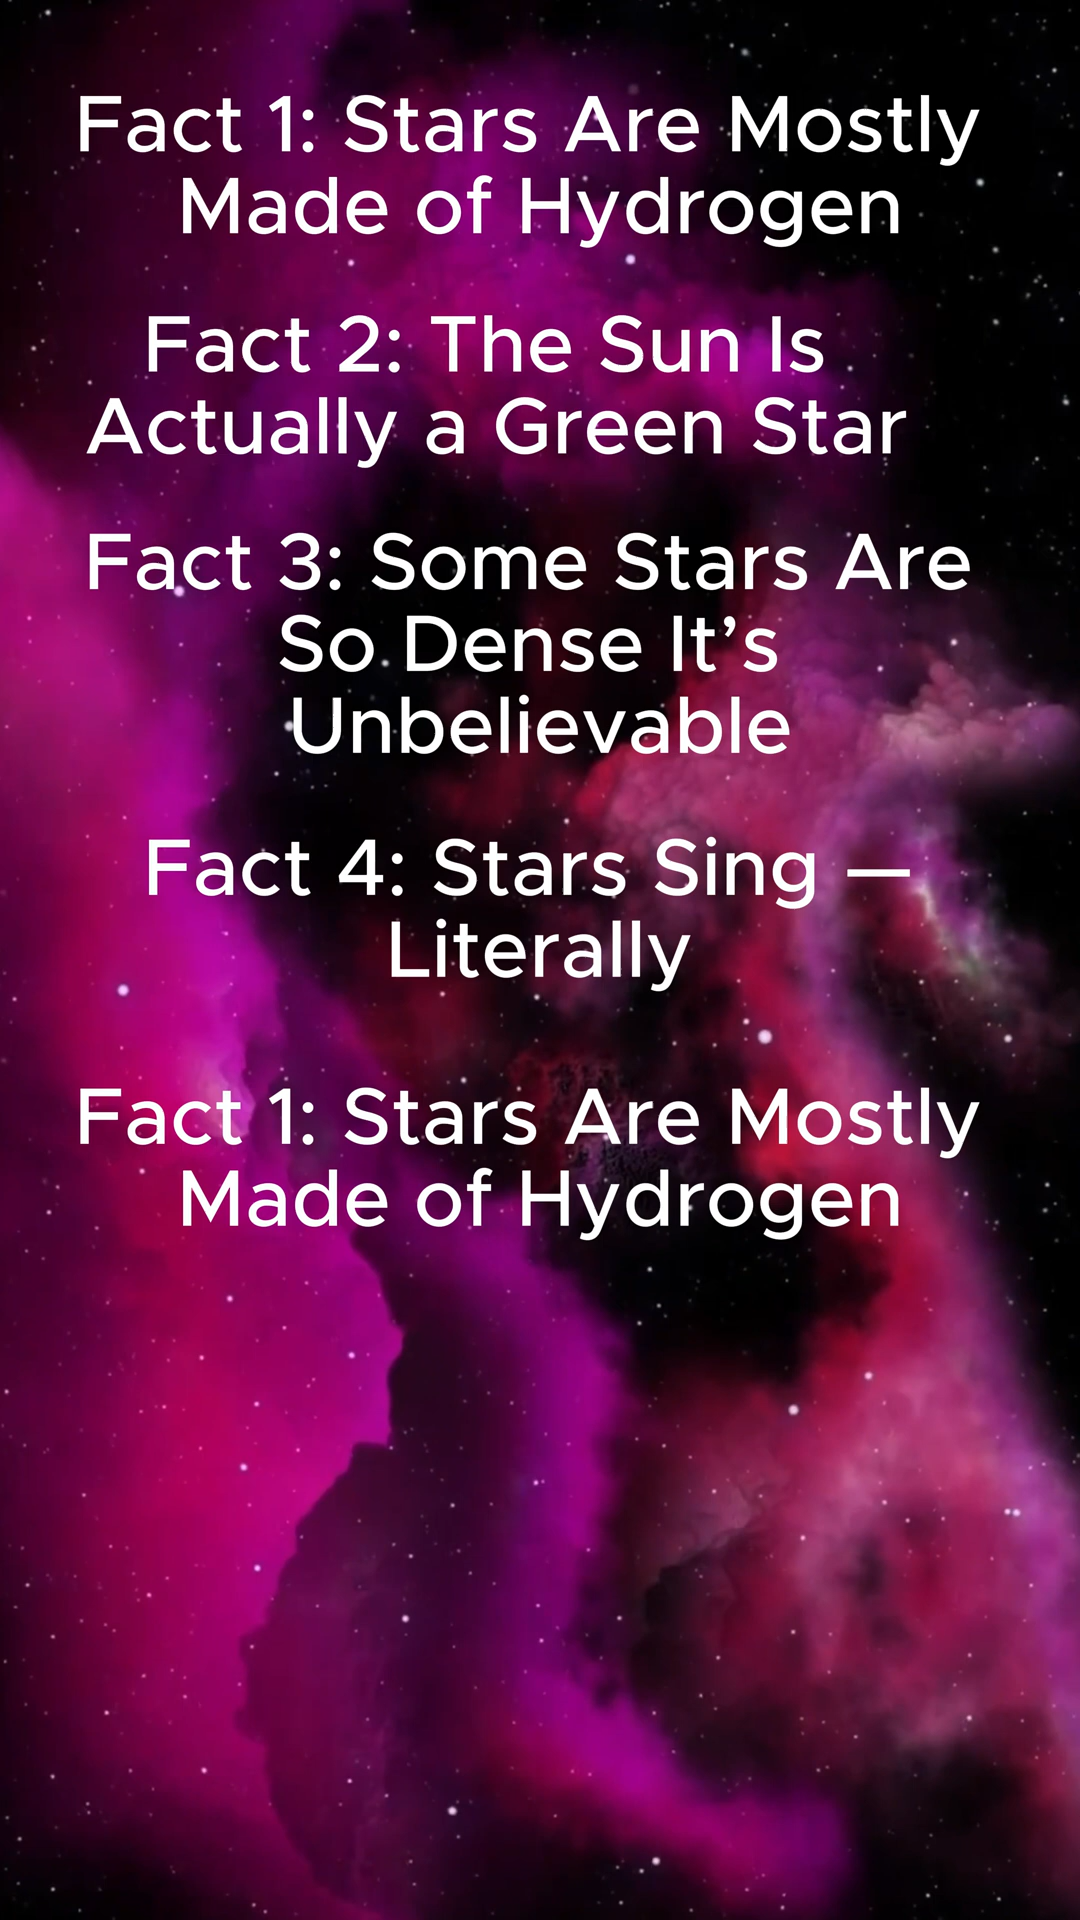 Fact 1: Stars Are Mostly
Made of Hydrogen
Fact 2: The Sun Is
Actually a Green Star
Fact 3: Some Stars Are
So Dense It’s
Unbelievable
Fact 4: Stars Sing —
Literally
Fact 1: Stars Are Mostly
Made of Hydrogen